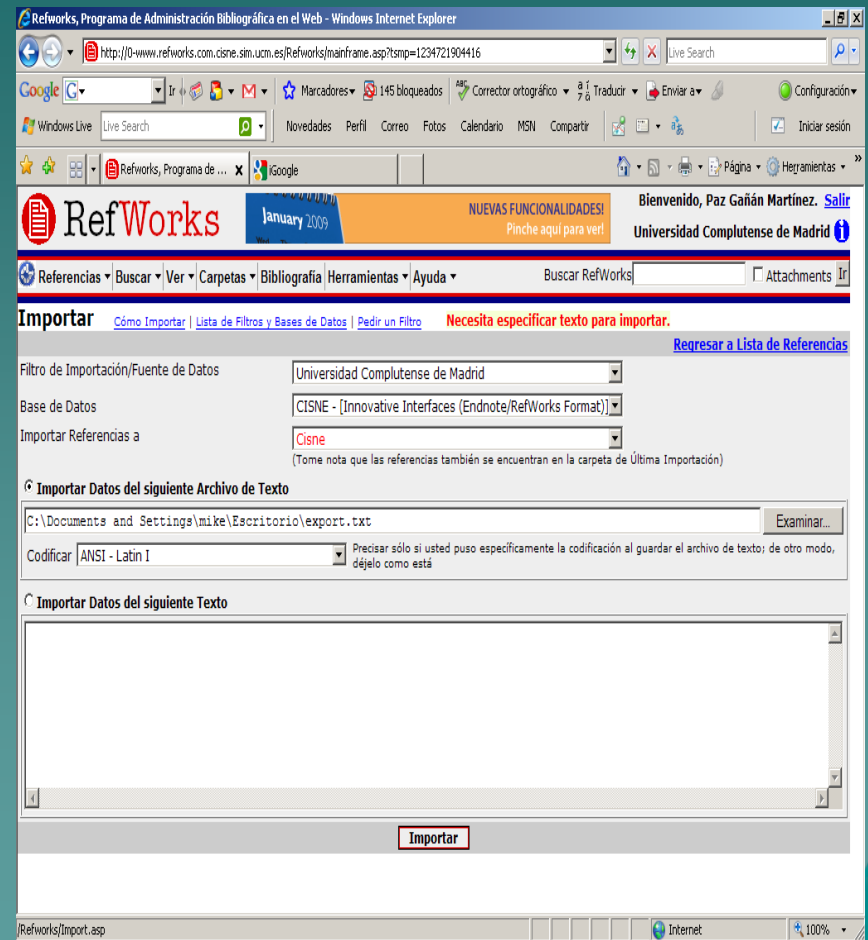 Refworks, Programa de Administración Bibliográfica en el Web - Windows Internet Explorer
http://0-www.refworks.com.cisne.sim.ucm.es/Refworks/mainframe.asp?tsmp=1234721904416
Live Search
Google G Ir Marcadores 145 bloqueados Corrector ortográfico Traducir Enviar a Configuración
Windows Live Live Search Novedades Perfil Correo Fotos Calendario MSN Compartir Iniciar sesión
Refworks, Programa de ... X iGoogle Página Herramientas »
RefWorks
January 2009
NUEVAS FUNCIONALIDADES!
Pinche aquí para ver!
Bienvenido, Paz Gañán Martínez. Salir
Universidad Complutense de Madrid
Referencias Buscar Ver Carpetas Bibliografía Herramientas Ayuda Buscar RefWorks Attachments Ir
Importar Cómo Importar | Lista de Filtros y Bases de Datos | Pedir un Filtro Necesita especificar texto para importar.
Regresar a Lista de Referencias
Filtro de Importación/Fuente de Datos Universidad Complutense de Madrid
Base de Datos CISNE - [Innovative Interfaces (Endnote/RefWorks Format)]
Importar Referencias a Cisne
(Tome nota que las referencias también se encuentran en la carpeta de Última Importación)
Importar Datos del siguiente Archivo de Texto
C:\Documents and Settings\mike\Escritorio\export.txt Examinar...
Codificar ANSI - Latin I Precisar sólo si usted puso específicamente la codificación al guardar el archivo de texto; de otro modo,
déjelo como está
Importar Datos del siguiente Texto
Importar
/Refworks/Import.asp Internet 100%